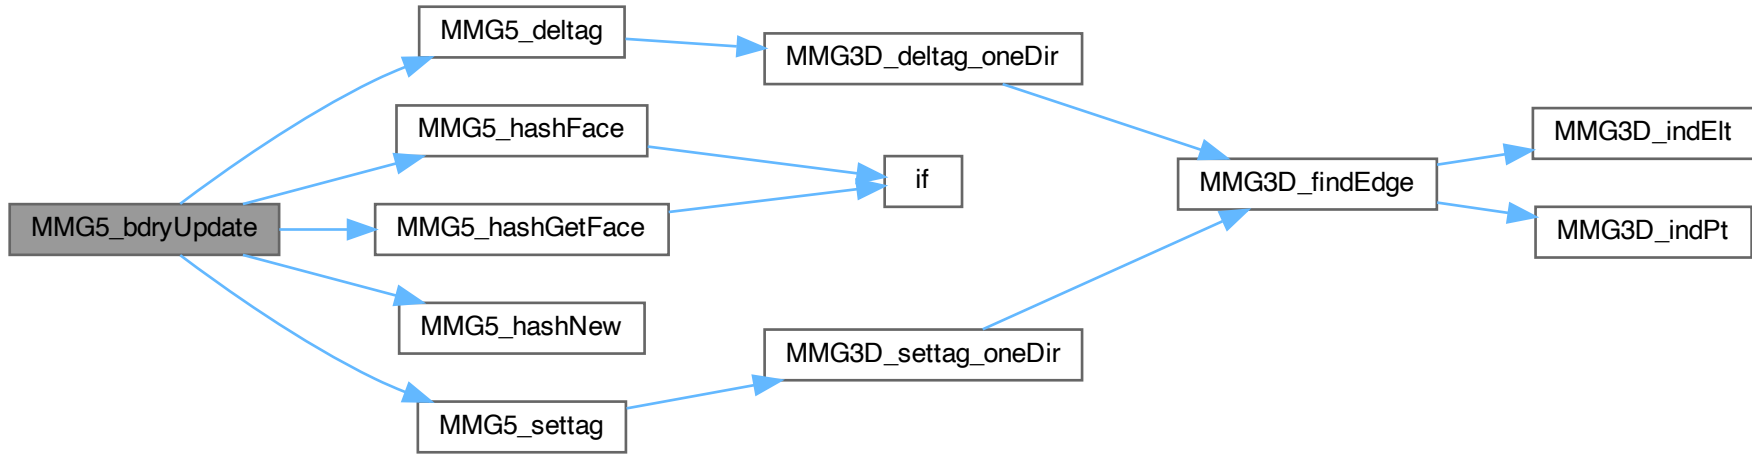 MMG5_bdryUpdate
MMG5_deltag
MMG5_hashFace
MMG5_hashGetFace
MMG5_hashNew
MMG5_settag
MMG3D_deltag_oneDir
if
MMG3D_settag_oneDir
MMG3D_findEdge
MMG3D_indElt
MMG3D_indPt